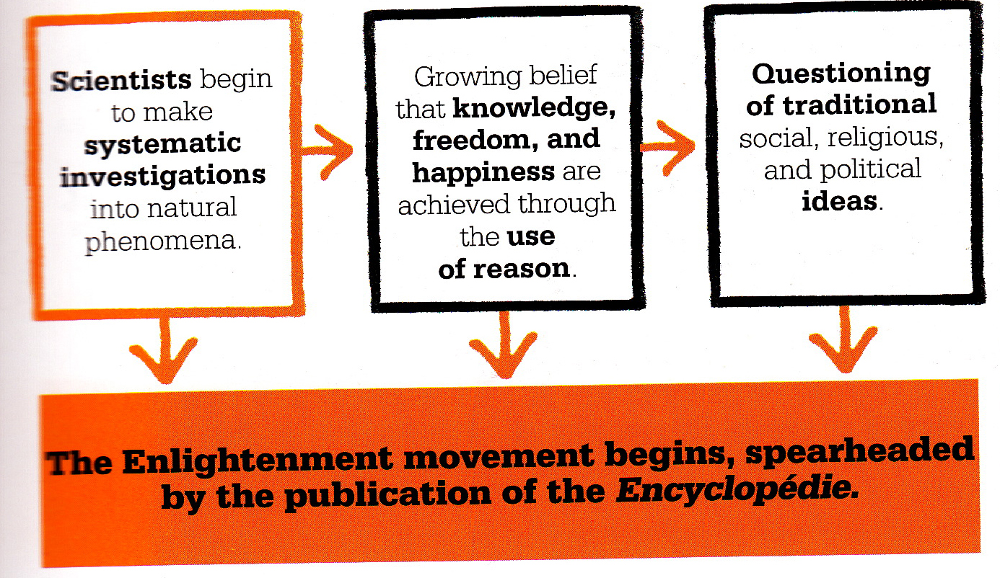 Scientists begin
to make
systematic
investigations
into natural
phenomena.
Growing belief
that knowledge,
freedom, and
happiness are
achieved through
the use
of reason.
Questioning
of traditional
social, religious,
and political
ideas.
The Enlightenment movement begins, spearheaded
by the publication of the Encyclopédie.